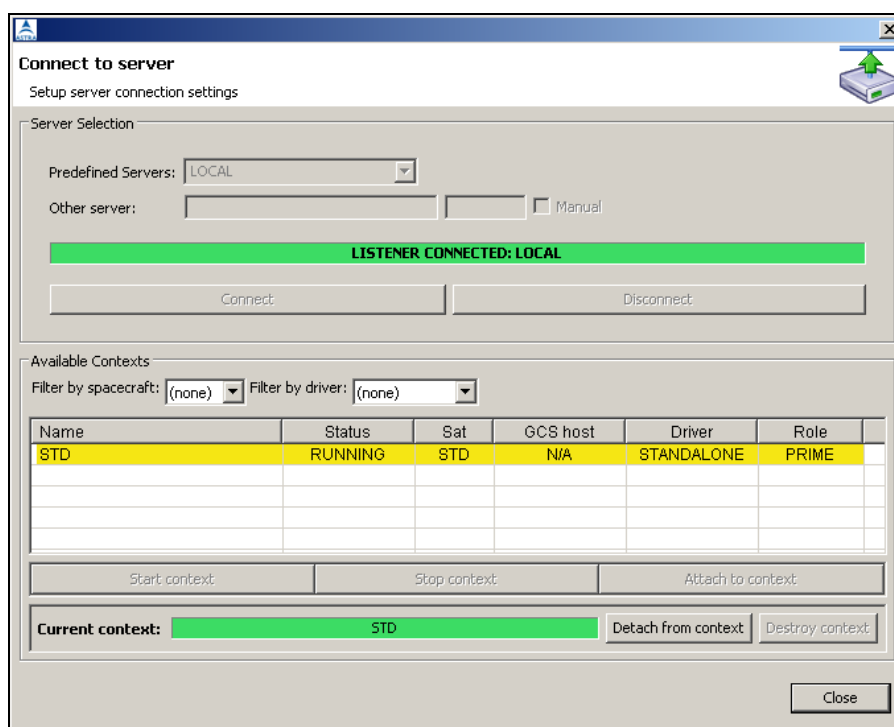 ASTRA
Connect to server
Setup server connection settings
Server Selection
Predefined Servers: LOCAL
Other server: Manual
LISTENER CONNECTED: LOCAL
Connect Disconnect
Available Contexts
Filter by spacecraft: (none) Filter by driver: (none)
Name Status Sat GCS host Driver Role
STD RUNNING STD N/A STANDALONE PRIME
Start context Stop context Attach to context
Current context: STD Detach from context Destroy context
Close